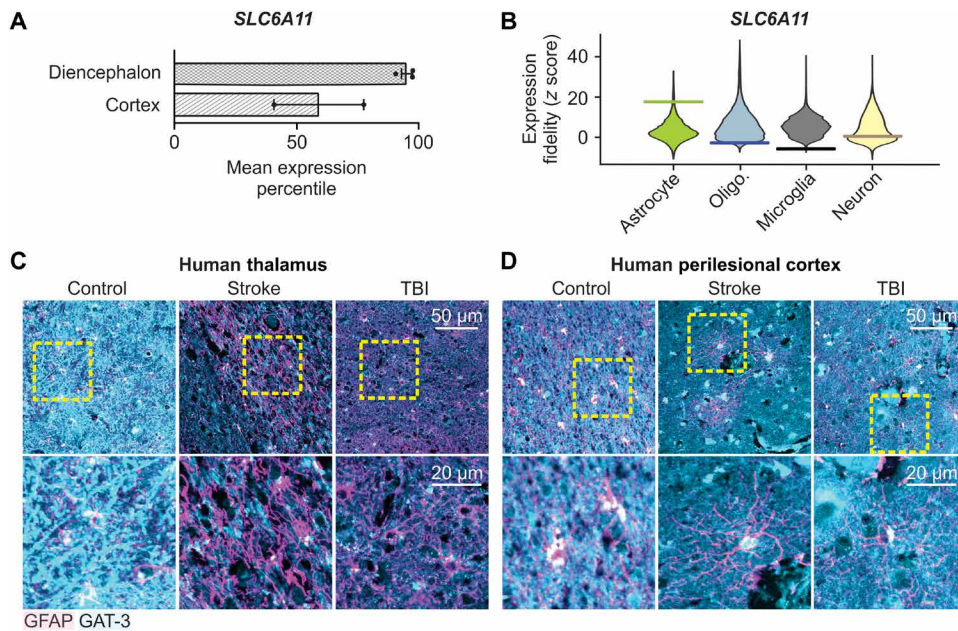 A
SLC6A11
Diencephalon
Cortex
0
50
100
Mean expression
percentile
B
SLC6A11
Expression
fidelity (z score)
40
20
0
Astrocyte
Oligo.
Microglia
Neuron
C
Human thalamus
Control
Stroke
TBI
50 µm
20 µm
GFAP GAT-3
D
Human perilesional cortex
Control
Stroke
TBI
50 µm
20 µm